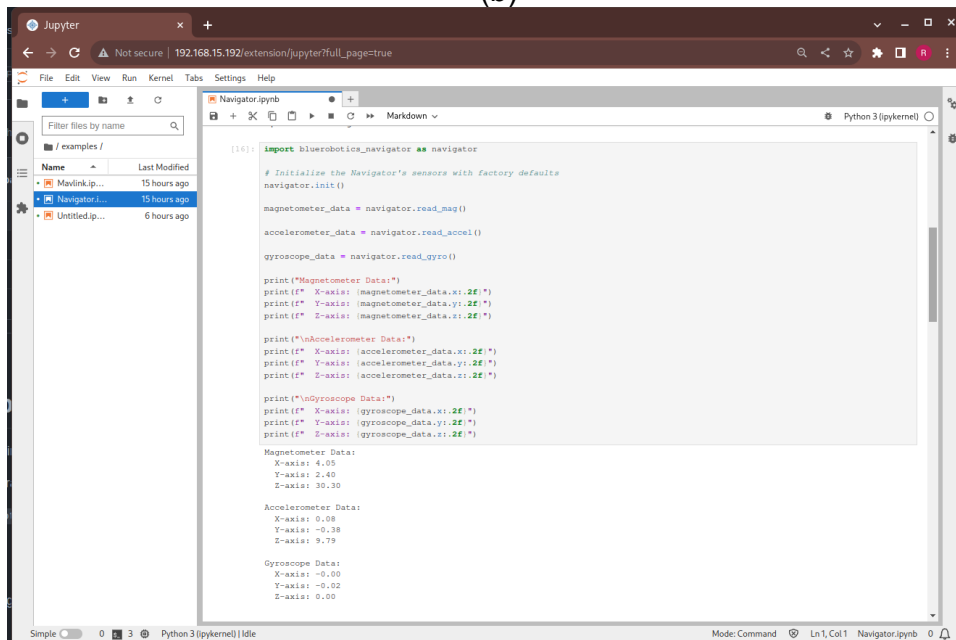 (b)
Jupyter
Not secure | 192.168.15.192/extension/jupyter?full_page=true
R
File Edit View Run Kernel Tabs Settings Help
Navigator.ipynb
Markdown
Python 3 (ipykernel)
Filter files by name
/ examples /
Name Last Modified
Mavlink.ip... 15 hours ago
Navigator.i... 15 hours ago
Untitled.ip... 6 hours ago
[16]: import bluerobotics_navigator as navigator
# Initialize the Navigator's sensors with factory defaults
navigator.init()
magnetometer_data = navigator.read_mag()
accelerometer_data = navigator.read_accel()
gyroscope_data = navigator.read_gyro()
print("Magnetometer Data:")
print(f"  X-axis: {magnetometer_data.x:.2f}")
print(f"  Y-axis: {magnetometer_data.y:.2f}")
print(f"  Z-axis: {magnetometer_data.z:.2f}")
print("\nAccelerometer Data:")
print(f"  X-axis: {accelerometer_data.x:.2f}")
print(f"  Y-axis: {accelerometer_data.y:.2f}")
print(f"  Z-axis: {accelerometer_data.z:.2f}")
print("\nGyroscope Data:")
print(f"  X-axis: {gyroscope_data.x:.2f}")
print(f"  Y-axis: {gyroscope_data.y:.2f}")
print(f"  Z-axis: {gyroscope_data.z:.2f}")
Magnetometer Data:
X-axis: 4.05
Y-axis: 2.40
Z-axis: 30.30
Accelerometer Data:
X-axis: 0.08
Y-axis: -0.38
Z-axis: 9.79
Gyroscope Data:
X-axis: -0.00
Y-axis: -0.02
Z-axis: 0.00
Simple 0 3 Python 3 (ipykernel) | Idle Mode: Command Ln 1, Col 1 Navigator.ipynb 0